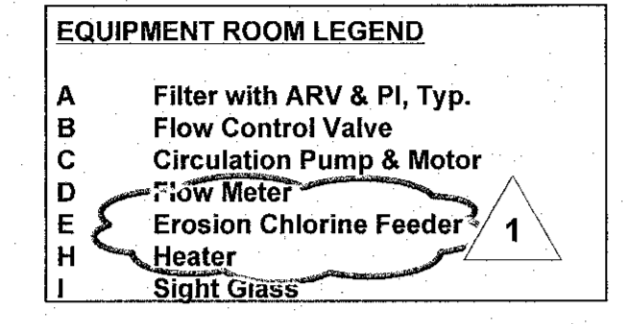 EQUIPMENT ROOM LEGEND
A Filter with ARV & PI, Typ.
B Flow Control Valve
C Circulation Pump & Motor
D Flow Meter
E Erosion Chlorine Feeder
1
H Heater
I Sight Glass